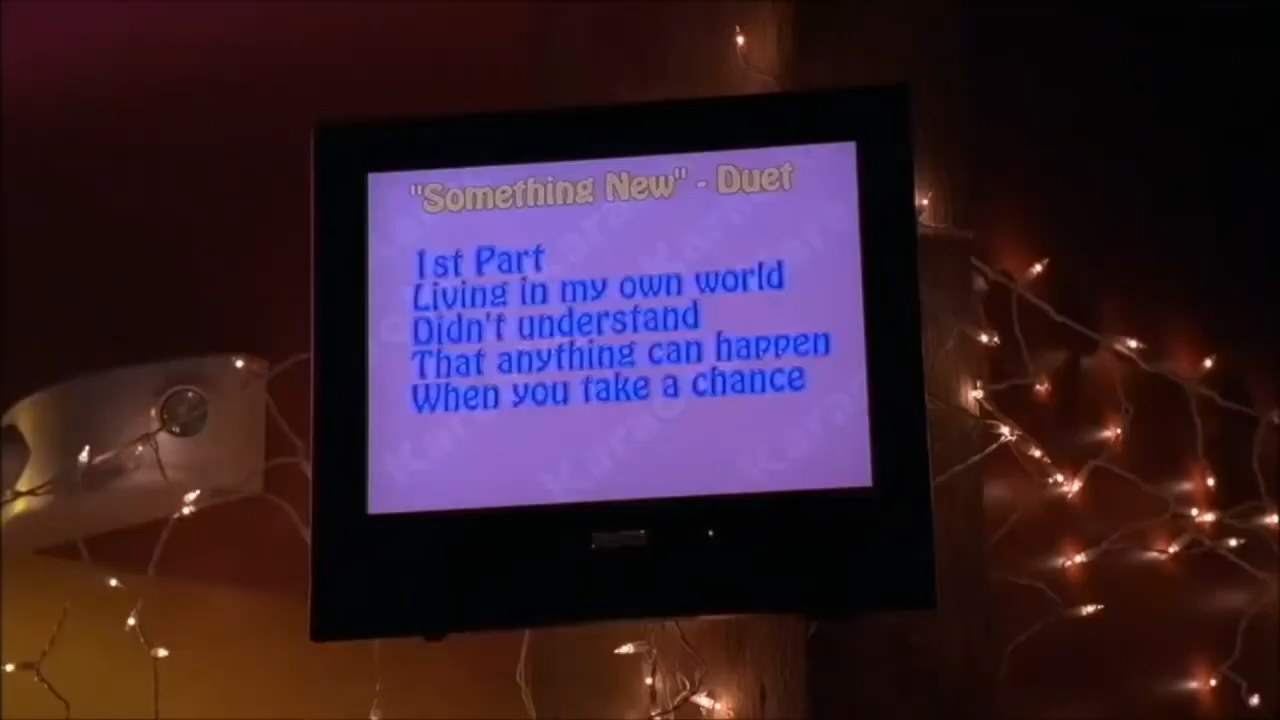 "Something New" - Duet
1st Part
Living in my own world
Didn't understand
That anything can happen
When you take a chance